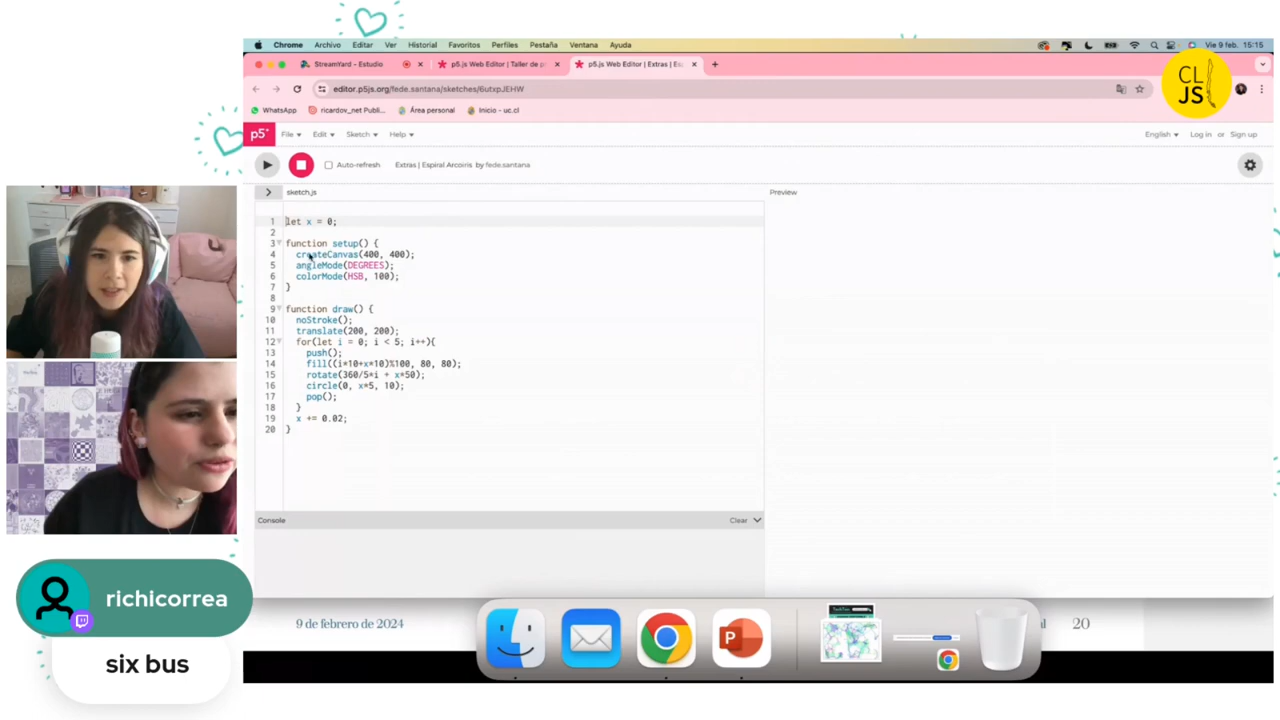 Chrome Archivo Editar Ver Historial Favoritos Perfiles Pestaña Ventana Ayuda
Vie 9 feb. 15:15
StreamYard - Estudio
p5.js Web Editor | Taller de p
p5.js Web Editor | Extras | Es
editor.p5js.org/fede.santana/sketches/6utxpJEHW
CL
JS
WhatsApp
ricardov_net Publi...
Área personal
Inicio - uc.cl
p5*
File Edit Sketch Help
English Log in or Sign up
Auto-refresh
Extras | Espiral Arcoiris by fede.santana
sketch.js
Preview
1 let x = 0;
2
3 function setup() {
4 createCanvas(400, 400);
5 angleMode(DEGREES);
6 colorMode(HSB, 100);
7 }
8
9 function draw() {
10 noStroke();
11 translate(200, 200);
12 for(let i = 0; i < 5; i++){
13 push();
14 fill((i*10+x*10)%100, 80, 80);
15 rotate(360/5*i + x*50);
16 circle(0, x*5, 10);
17 pop();
18 }
19 x += 0.02;
20 }
Console
Clear
richicorrea
six bus
9 de febrero de 2024
20